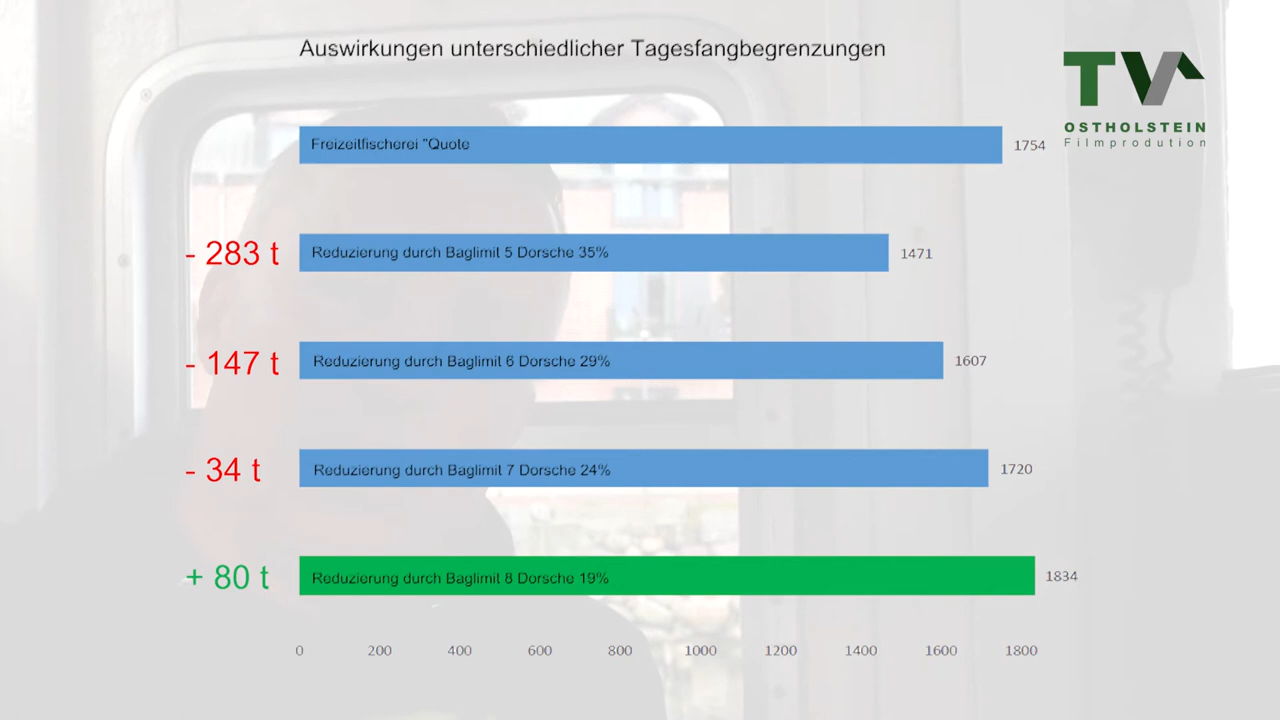 Auswirkungen unterschiedlicher Tagesfangbegrenzungen
TV
OSTHOLSTEIN
Filmprodution
Freizeitfischerei "Quote 1754
- 283 t Reduzierung durch Baglimit 5 Dorsche 35% 1471
- 147 t Reduzierung durch Baglimit 6 Dorsche 29% 1607
- 34 t Reduzierung durch Baglimit 7 Dorsche 24% 1720
+ 80 t Reduzierung durch Baglimit 8 Dorsche 19% 1834
0 200 400 600 800 1000 1200 1400 1600 1800